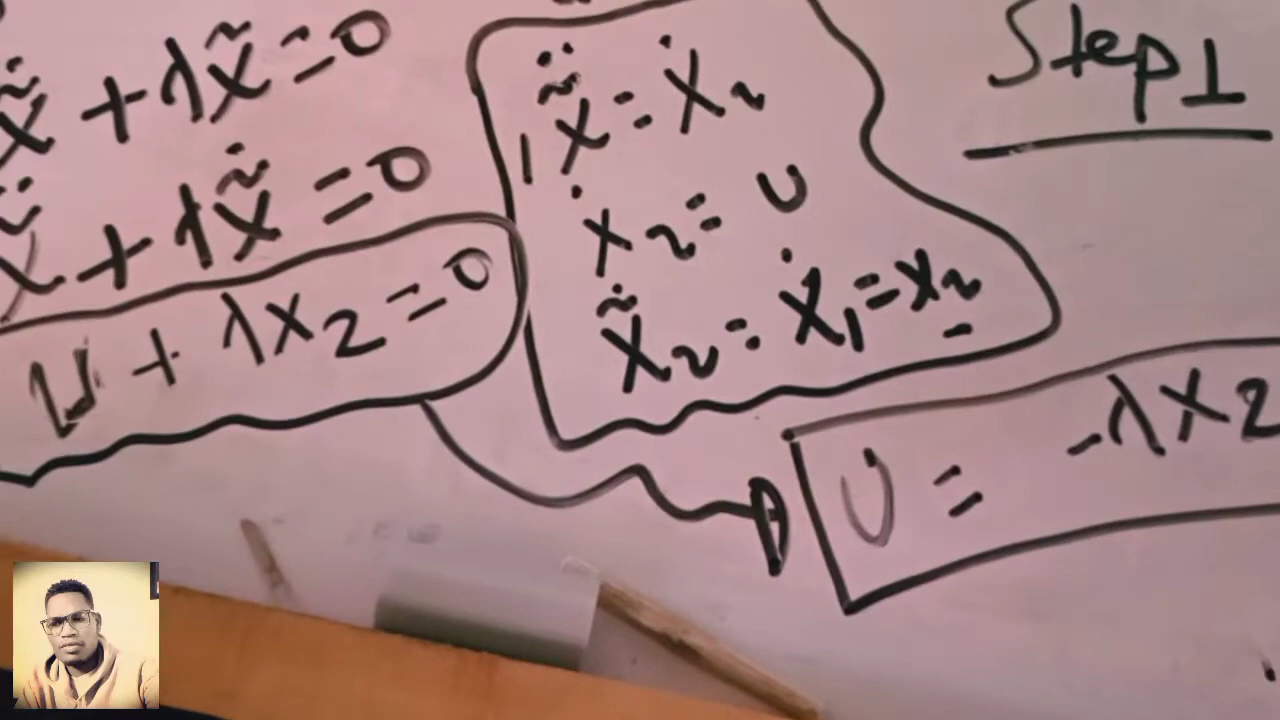 x̃̇ + λx̃ = 0
x̃̈ + λx̃̇ = 0
u + λx₂ = 0
x̃̈ = ẋ₂
ẋ₂ = u
x̃₂ = ẋ₁ = x₂
Step 1
U = -λx₂